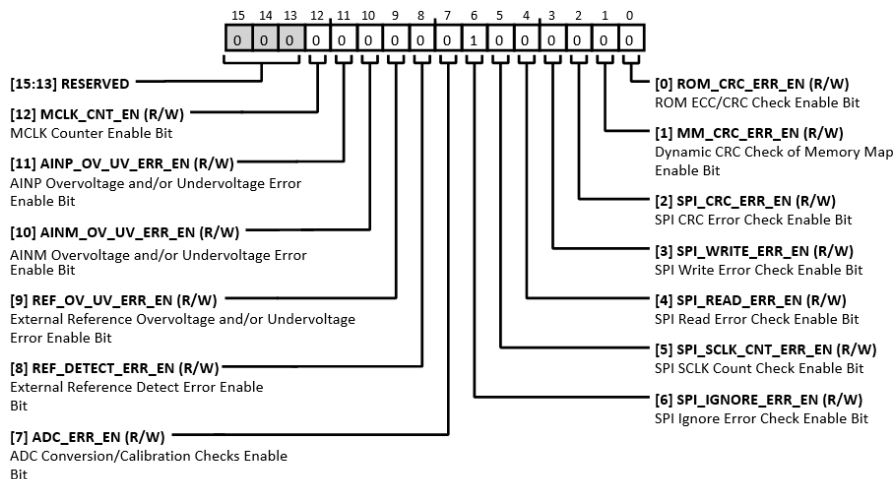 15 14 13 12 11 10 9 8 7 6 5 4 3 2 1 0
0 0 0 0 0 0 0 0 0 1 0 0 0 0 0 0
[15:13] RESERVED
[12] MCLK_CNT_EN (R/W)
MCLK Counter Enable Bit
[11] AINP_OV_UV_ERR_EN (R/W)
AINP Overvoltage and/or Undervoltage Error
Enable Bit
[10] AINM_OV_UV_ERR_EN (R/W)
AINM Overvoltage and/or Undervoltage Error
Enable Bit
[9] REF_OV_UV_ERR_EN (R/W)
External Reference Overvoltage and/or Undervoltage
Error Enable Bit
[8] REF_DETECT_ERR_EN (R/W)
External Reference Detect Error Enable
Bit
[7] ADC_ERR_EN (R/W)
ADC Conversion/Calibration Checks Enable
Bit
[0] ROM_CRC_ERR_EN (R/W)
ROM ECC/CRC Check Enable Bit
[1] MM_CRC_ERR_EN (R/W)
Dynamic CRC Check of Memory Map
Enable Bit
[2] SPI_CRC_ERR_EN (R/W)
SPI CRC Error Check Enable Bit
[3] SPI_WRITE_ERR_EN (R/W)
SPI Write Error Check Enable Bit
[4] SPI_READ_ERR_EN (R/W)
SPI Read Error Check Enable Bit
[5] SPI_SCLK_CNT_ERR_EN (R/W)
SPI SCLK Count Check Enable Bit
[6] SPI_IGNORE_ERR_EN (R/W)
SPI Ignore Error Check Enable Bit